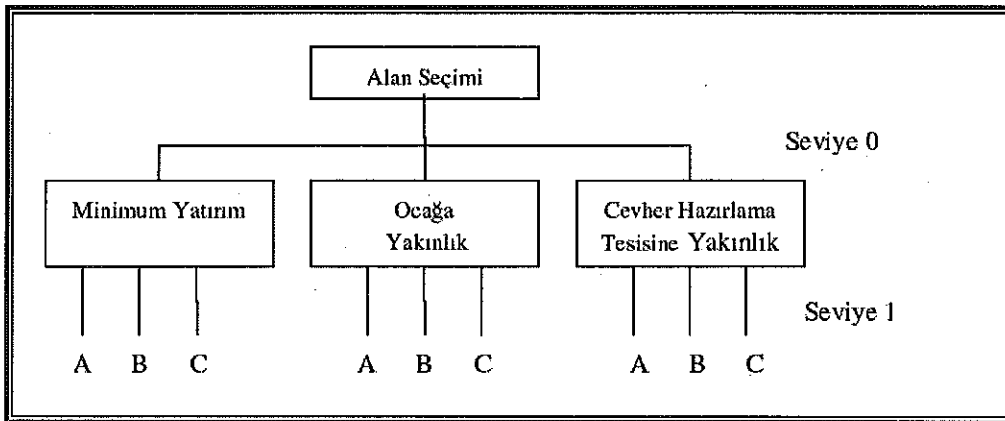 Alan Seçimi
Seviye 0
Minimum Yatırım
Ocağa
Yakınlık
Cevher Hazırlama
Tesisine Yakınlık
Seviye 1
A B C A B C A B C